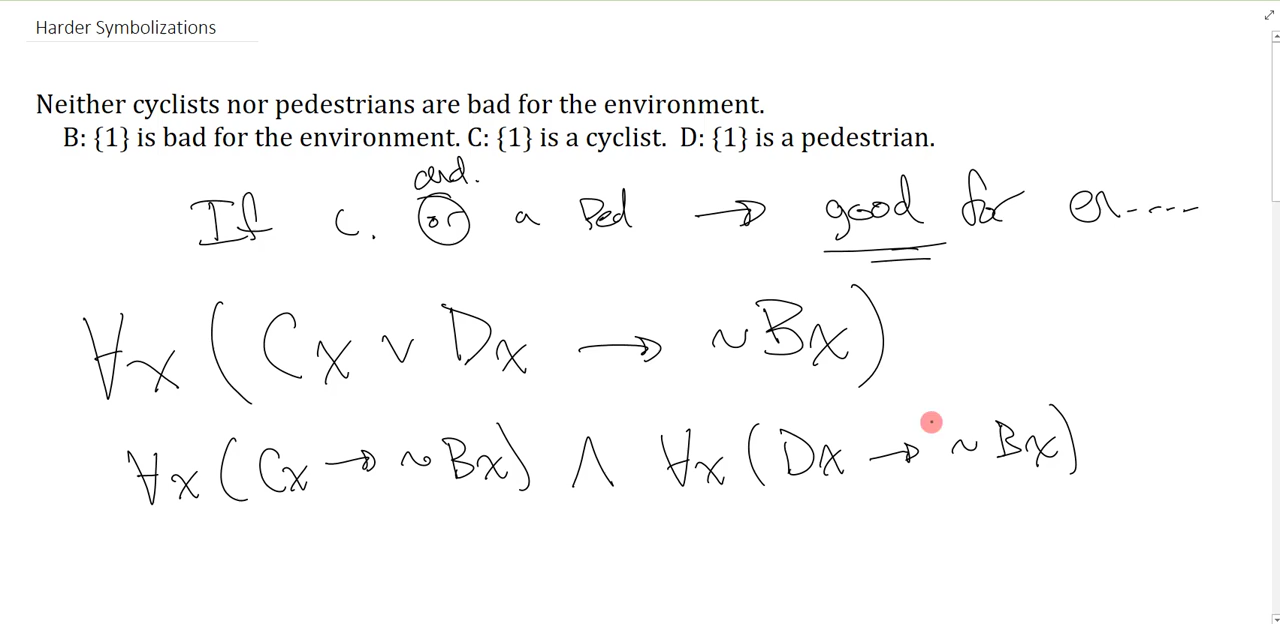 Harder Symbolizations
Neither cyclists nor pedestrians are bad for the environment.
B: {1} is bad for the environment. C: {1} is a cyclist. D: {1} is a pedestrian.
and.
If c. or a Ped → good for en----
∀x (Cx ∨ Dx → ~Bx)
∀x (Cx → ~Bx) ∧ ∀x (Dx → ~Bx)